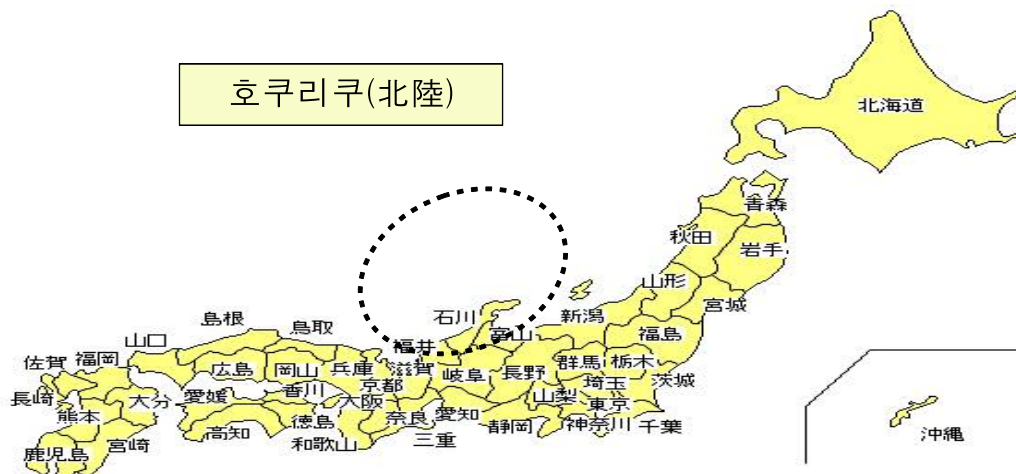 호쿠리쿠(北陸)
北海道
青森
秋田
岩手
山形
宮城
新潟
福島
石川
富山
福井
島根
鳥取
山口
佐賀
福岡
広島
岡山
兵庫
滋賀
京都
岐阜
長野
群馬
栃木
埼玉
茨城
長崎
熊本
大分
愛媛
香川
大阪
奈良
愛知
山梨
東京
高知
徳島
和歌山
三重
静岡
神奈川
千葉
鹿児島
宮崎
沖縄